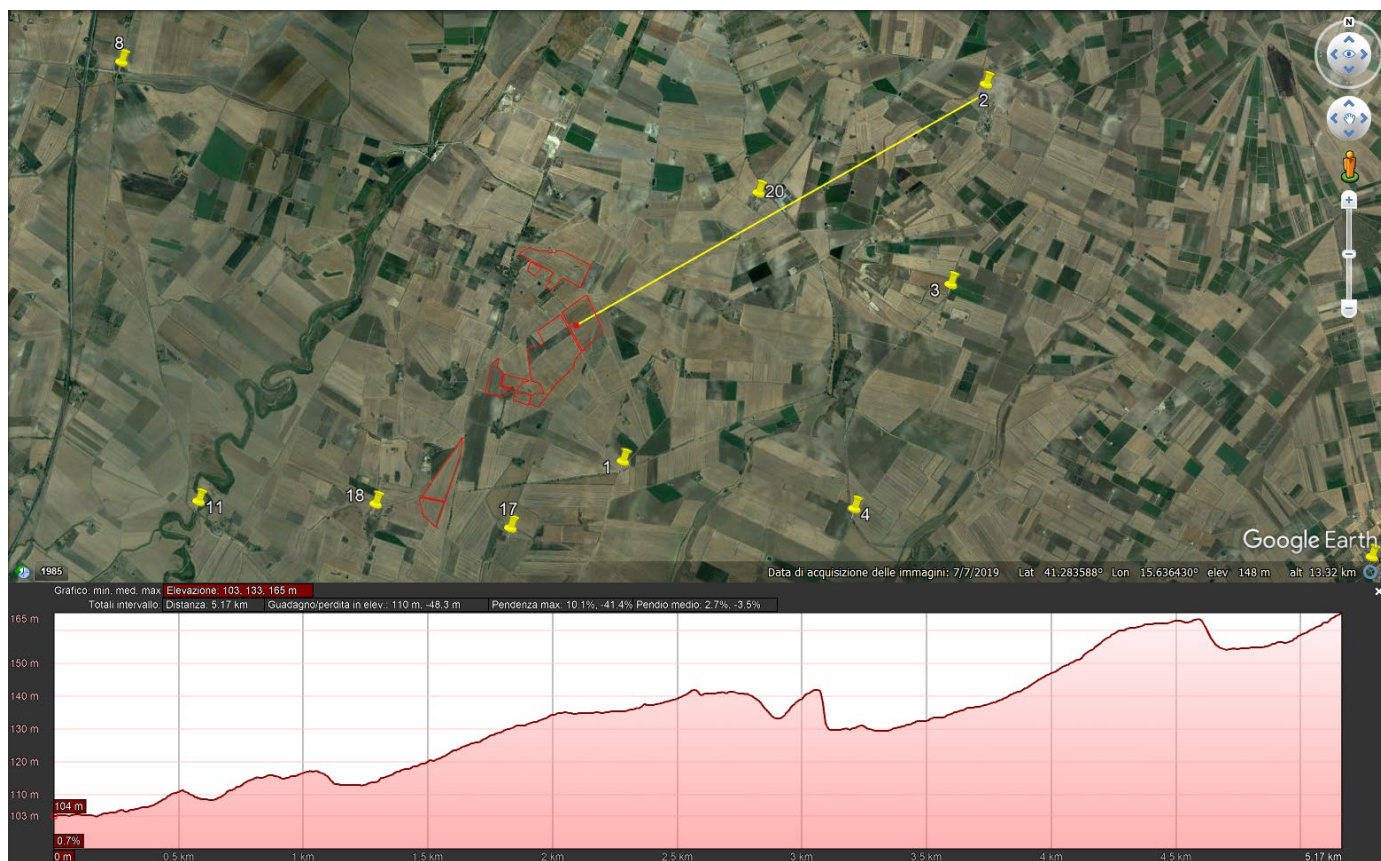 N
8
2
20
3
1
18
11
17
4
Google Earth
1985
Data di acquisizione delle immagini: 7/7/2019 Lat 41.283588° Lon 15.636430° elev 148 m alt 13.32 km
Grafico: min. med. max Elevazione: 103, 133, 165 m
Totali intervallo: Distanza: 5.17 km Guadagno/perdita in elev.: 110 m, -48.3 m Pendenza max: 10.1%, -41.4% Pendio medio: 2.7%, -3.5%
165 m
150 m
140 m
130 m
120 m
110 m
104 m
103 m
0.7%
0 m 0.5 km 1 km 1.5 km 2 km 2.5 km 3 km 3.5 km 4 km 4.5 km 5.17 km